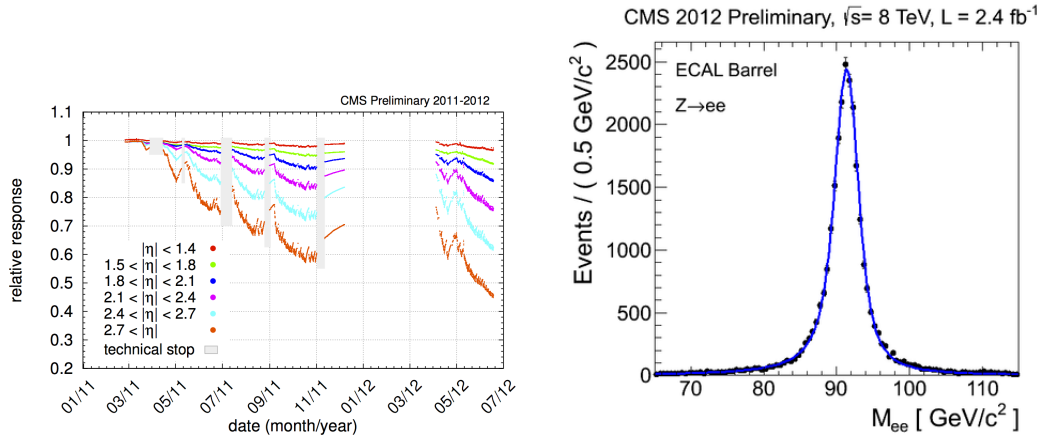 CMS Preliminary 2011-2012
1.1
1
0.9
0.8
0.7
0.6
0.5
0.4
0.3
0.2
relative response
|η| < 1.4
1.5 < |η| < 1.8
1.8 < |η| < 2.1
2.1 < |η| < 2.4
2.4 < |η| < 2.7
2.7 < |η|
technical stop
01/11
03/11
05/11
07/11
09/11
11/11
01/12
03/12
05/12
07/12
date (month/year)
CMS 2012 Preliminary, √s= 8 TeV, L = 2.4 fb⁻¹
Events / ( 0.5 GeV/c² )
2500
2000
1500
1000
500
0
ECAL Barrel
Z→ee
70
80
90
100
110
Mₑₑ [ GeV/c² ]